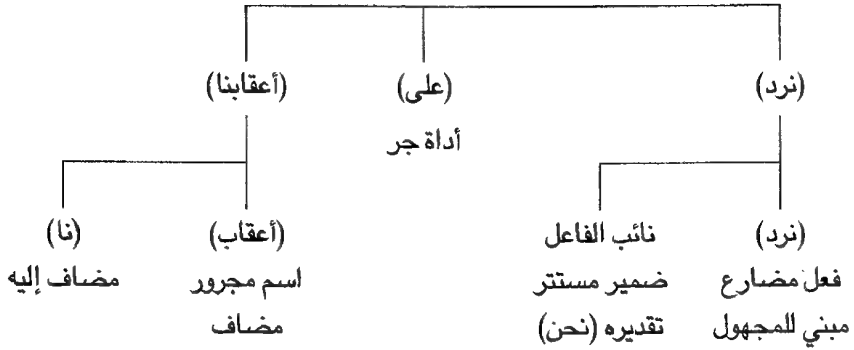 (نرد) (على) (أعقابنا)
أداة جر
(نرد) نائب الفاعل (أعقاب) (نا)
فعل مضارع ضمير مستتر اسم مجرور مضاف إليه
مبني للمجهول تقديره (نحن) مضاف